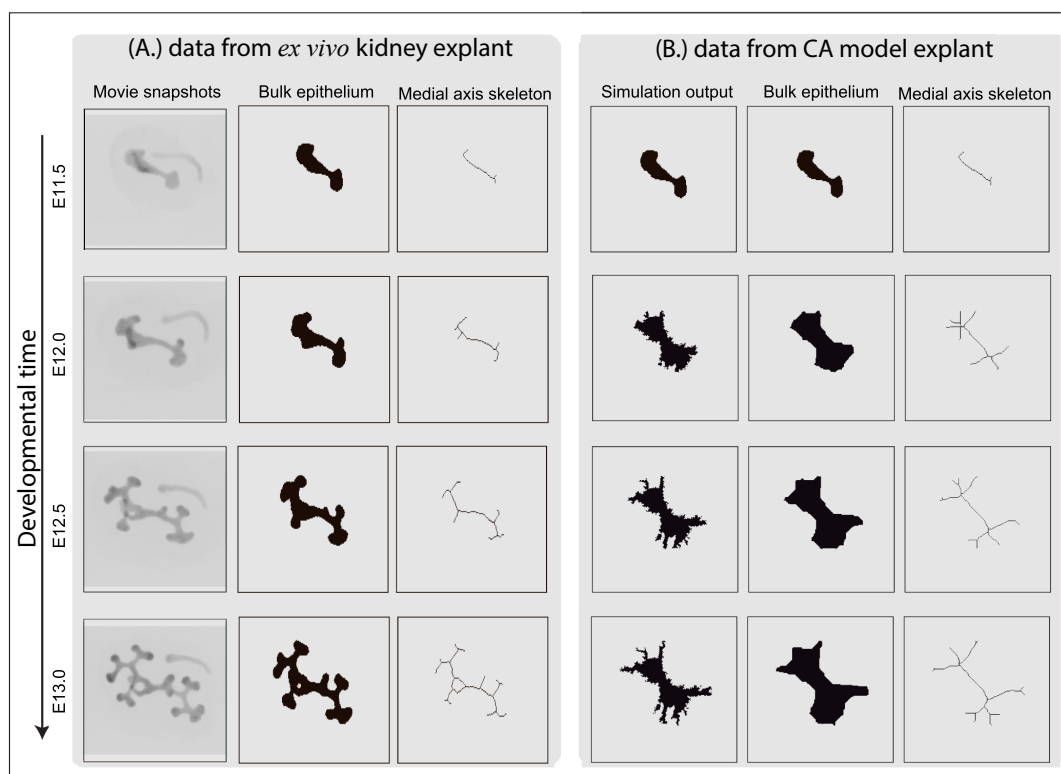 (A.) data from ex vivo kidney explant
(B.) data from CA model explant
Movie snapshots
Bulk epithelium
Medial axis skeleton
Simulation output
Bulk epithelium
Medial axis skeleton
Developmental time
E11.5
E12.0
E12.5
E13.0